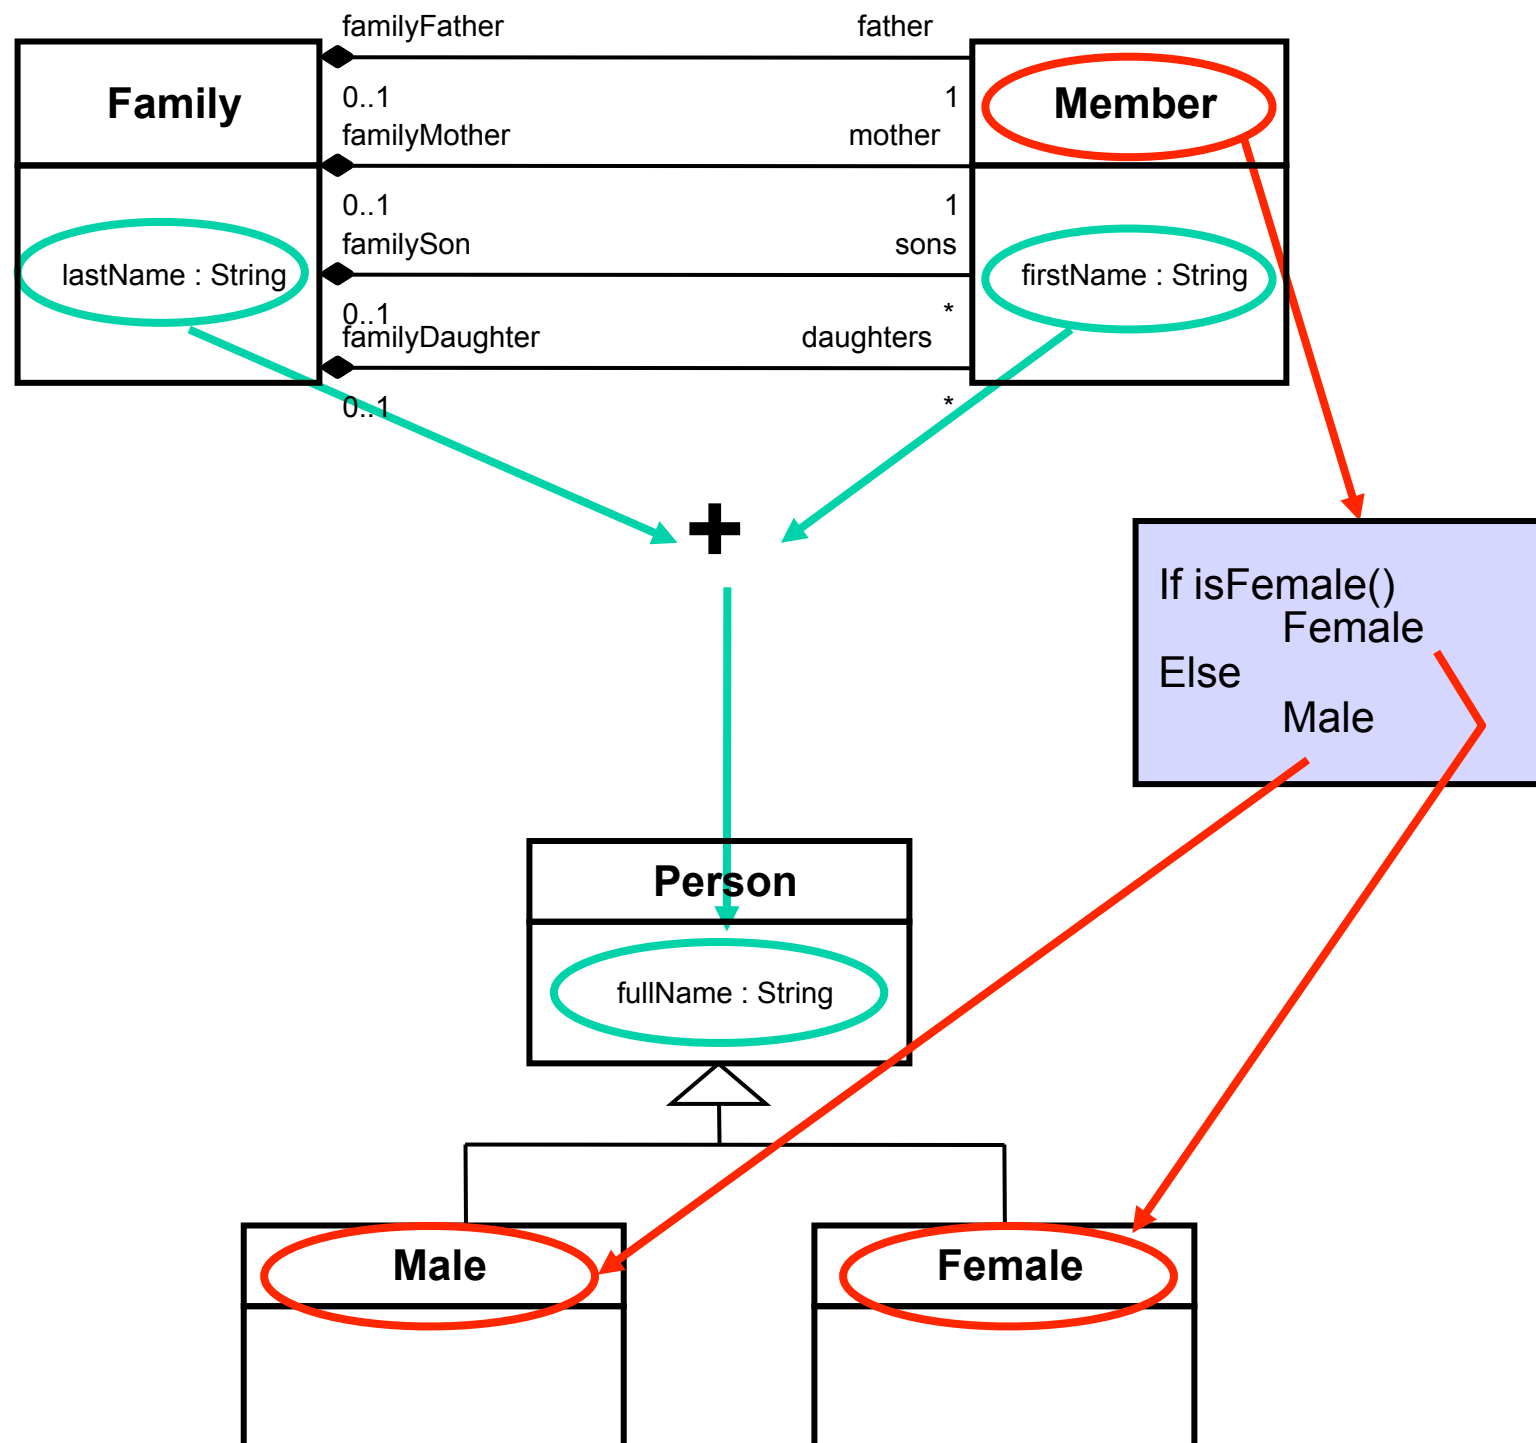 familyFather father
Family Member
0..1 1
familyMother mother
0..1 1
familySon sons
lastName : String firstName : String
0..1 *
familyDaughter daughters
0..1 *
+
If isFemale()
Female
Else
Male
Person
fullName : String
Male Female